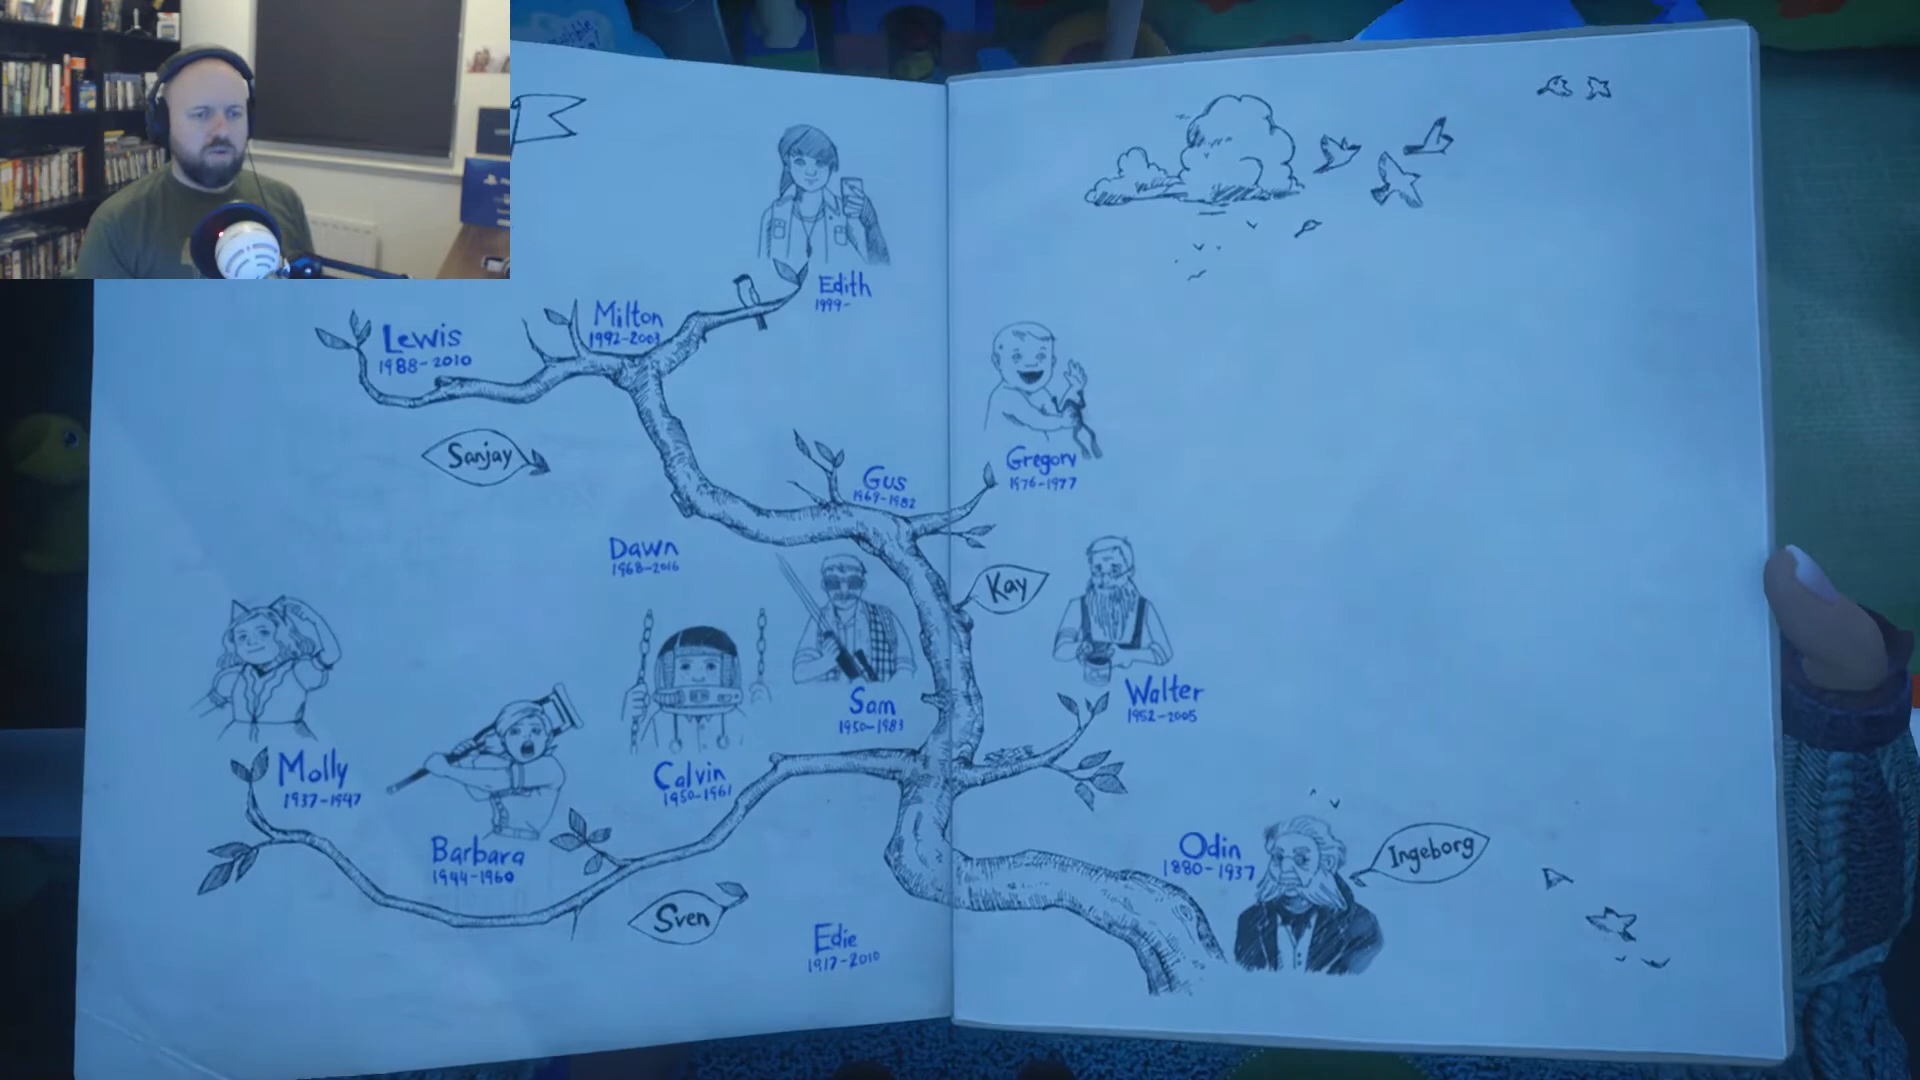 Edith
1999-
Milton
1992-2003
Lewis
1988-2010
Sanjay
Gregory
1976-1977
Gus
1969-1982
Dawn
1968-2016
Kay
Walter
1952-2005
Sam
1950-1983
Calvin
1950-1961
Molly
1937-1947
Barbara
1944-1960
Sven
Odin
1880-1937
Ingeborg
Edie
1917-2010